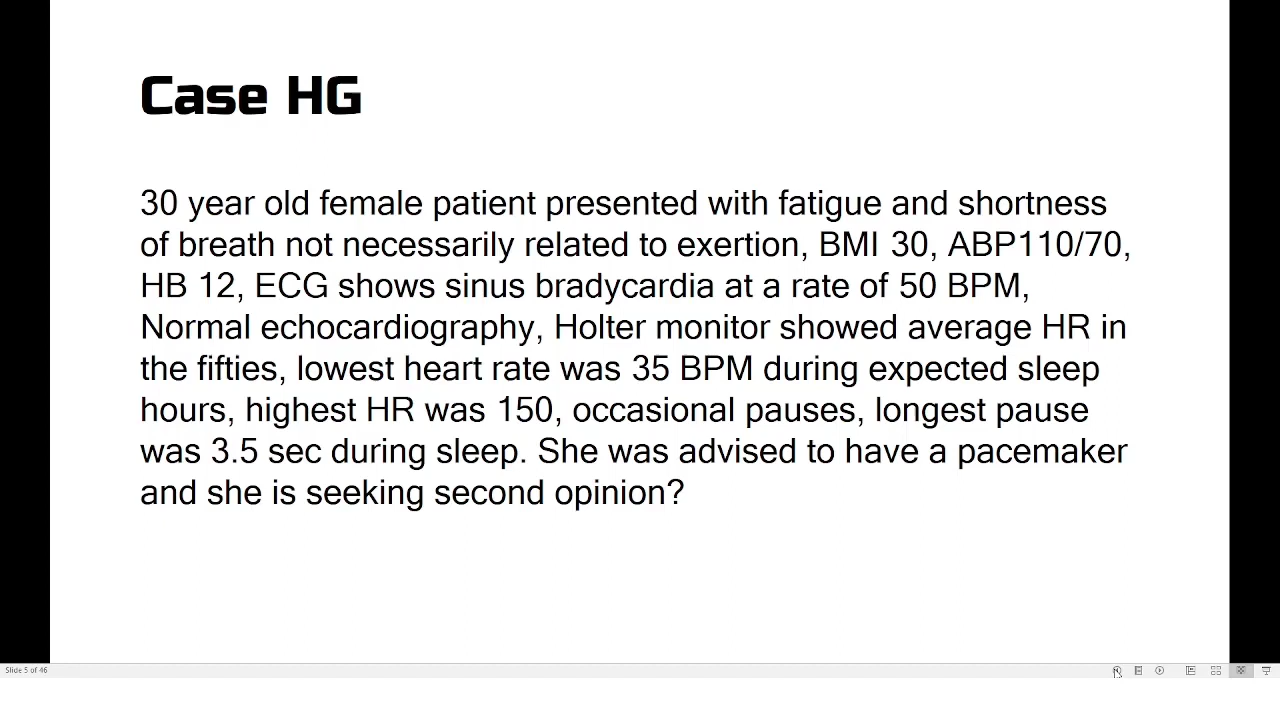 Case HG
30 year old female patient presented with fatigue and shortness
of breath not necessarily related to exertion, BMI 30, ABP110/70,
HB 12, ECG shows sinus bradycardia at a rate of 50 BPM,
Normal echocardiography, Holter monitor showed average HR in
the fifties, lowest heart rate was 35 BPM during expected sleep
hours, highest HR was 150, occasional pauses, longest pause
was 3.5 sec during sleep. She was advised to have a pacemaker
and she is seeking second opinion?
Slide 5 of 46